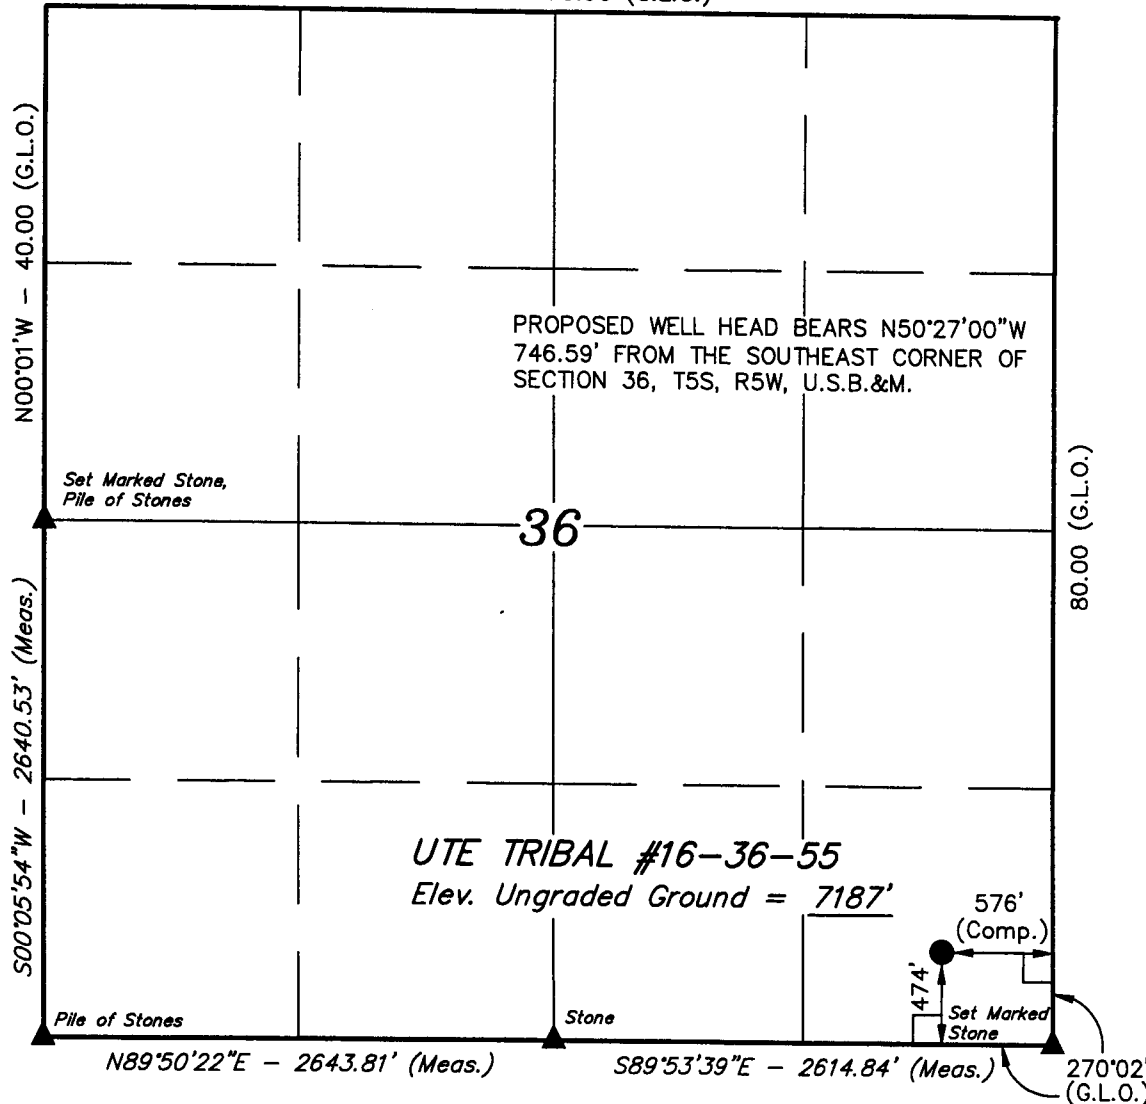 (G.L.O.)
N00°01'W - 40.00 (G.L.O.)
PROPOSED WELL HEAD BEARS N50°27'00"W
746.59' FROM THE SOUTHEAST CORNER OF
SECTION 36, T5S, R5W, U.S.B.&M.
Set Marked Stone,
Pile of Stones
36
80.00 (G.L.O.)
S00°05'54"W - 2640.53' (Meas.)
UTE TRIBAL #16-36-55
Elev. Ungraded Ground = 7187'
576'
(Comp.)
474'
Set Marked
Stone
Pile of Stones
Stone
N89°50'22"E - 2643.81' (Meas.)
S89°53'39"E - 2614.84' (Meas.)
270°02'
(G.L.O.)